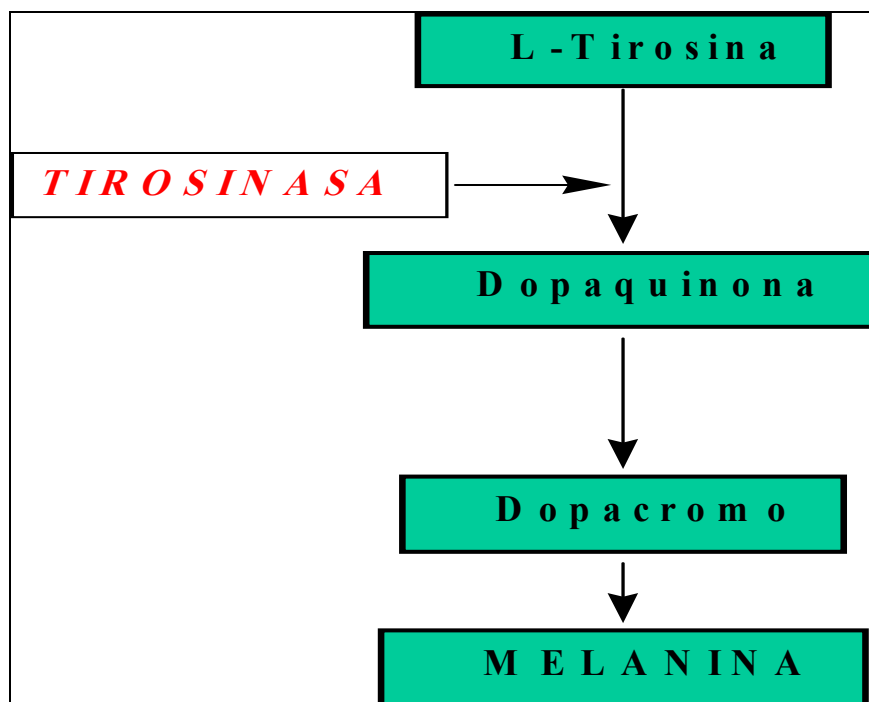 L-Tirosina
TIROSINASA
Dopaquinona
Dopacromo
MELANINA